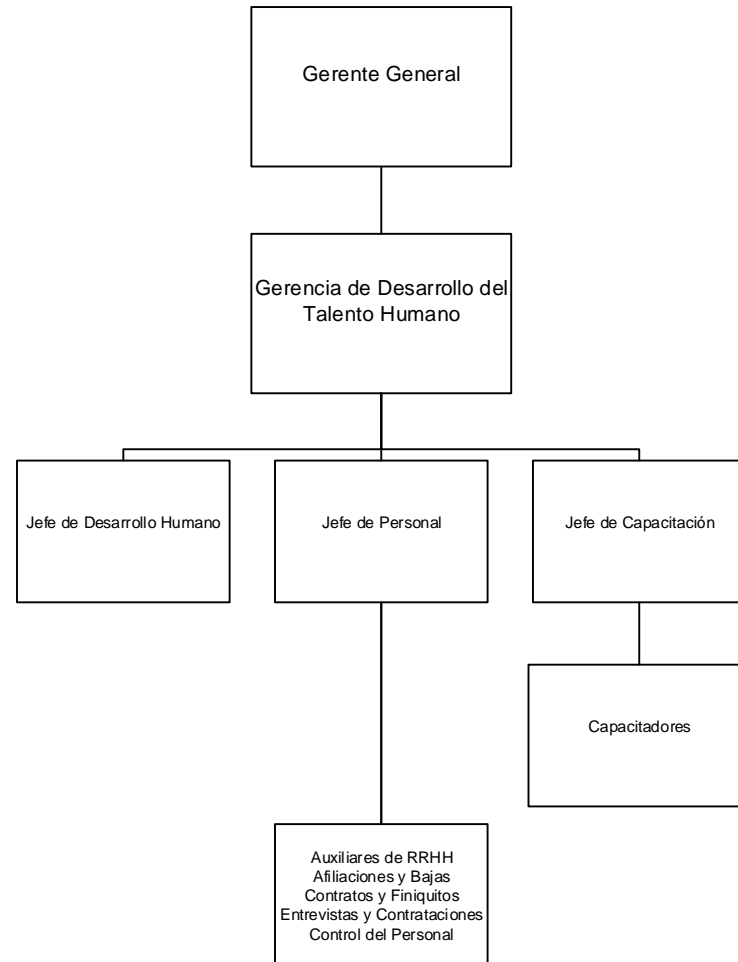 Gerente General
Gerencia de Desarrollo del
Talento Humano
Jefe de Desarrollo Humano
Jefe de Personal
Jefe de Capacitación
Capacitadores
Auxiliares de RRHH
Afiliaciones y Bajas
Contratos y Finiquitos
Entrevistas y Contrataciones
Control del Personal